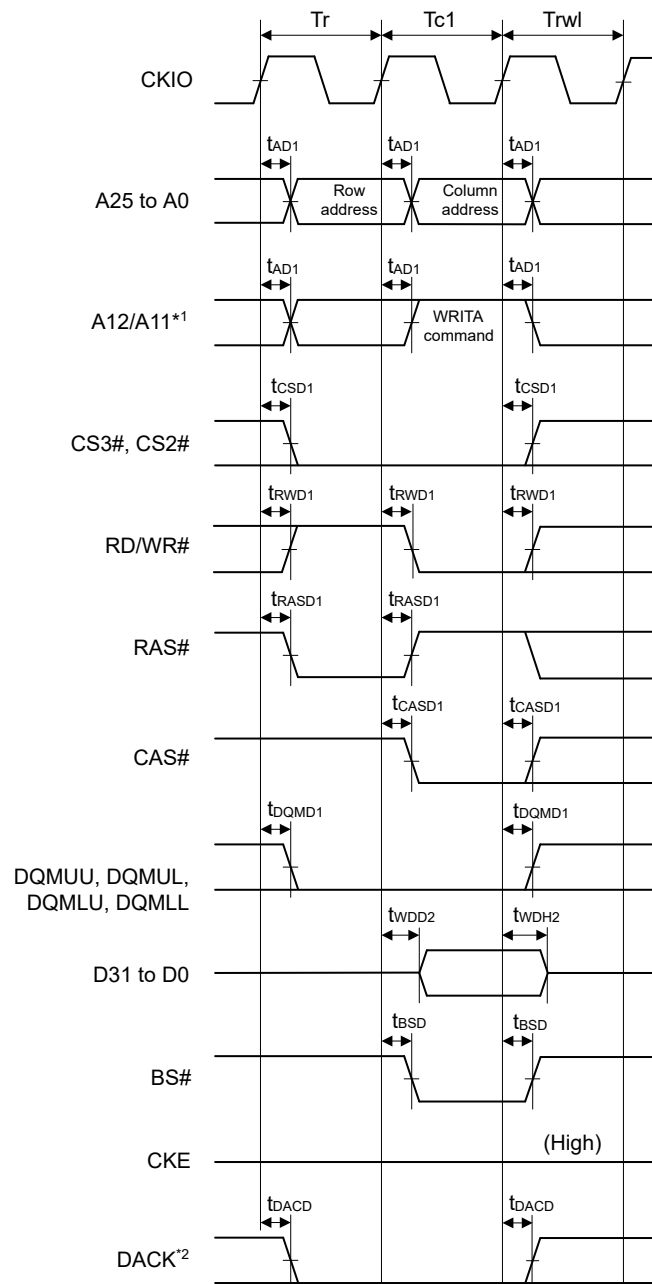 Tr Tc1 Trwl
CKIO
tAD1 tAD1 tAD1
A25 to A0
Row
address
Column
address
tAD1 tAD1 tAD1
A12/A11*1
WRITA
command
tCSD1 tCSD1
CS3#, CS2#
tRWD1 tRWD1 tRWD1
RD/WR#
tRASD1 tRASD1
RAS#
tCASD1 tCASD1
CAS#
tDQMD1 tDQMD1
DQMUU, DQMUL,
DQMLU, DQMLL
tWDD2 tWDH2
D31 to D0
tBSD tBSD
BS#
(High)
CKE
tDACD tDACD
DACK*2